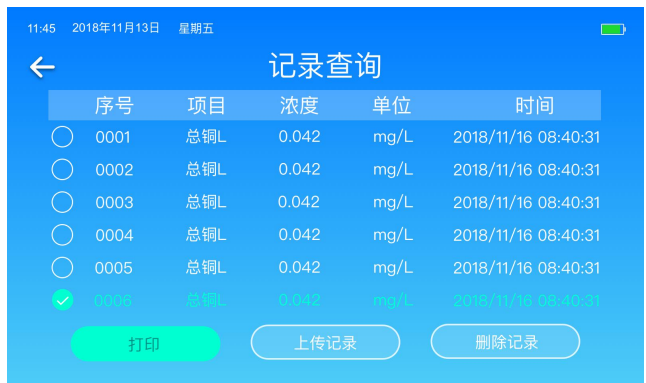 11:45 2018年11月13日 星期五
记录查询
序号 项目 浓度 单位 时间
0001 总铜L 0.042 mg/L 2018/11/16 08:40:31
0002 总铜L 0.042 mg/L 2018/11/16 08:40:31
0003 总铜L 0.042 mg/L 2018/11/16 08:40:31
0004 总铜L 0.042 mg/L 2018/11/16 08:40:31
0005 总铜L 0.042 mg/L 2018/11/16 08:40:31
0006 总铜L 0.042 mg/L 2018/11/16 08:40:31
打印 上传记录 删除记录